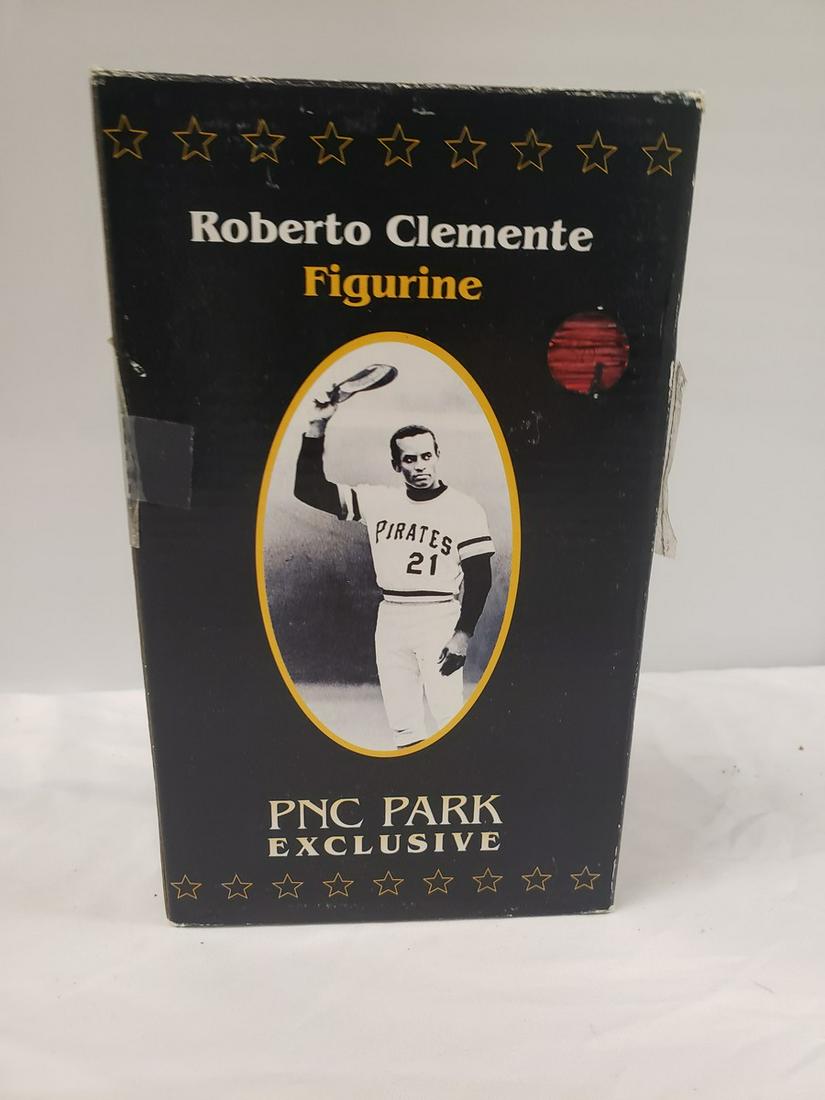 Roberto Clemente
Figurine
PIRATES
21
PNC PARK
EXCLUSIVE